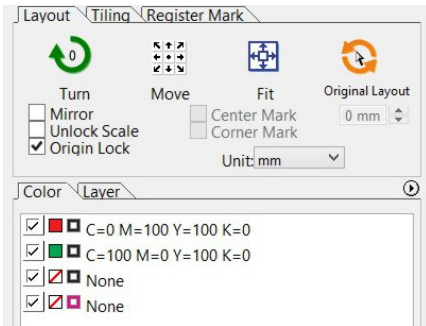 Layout Tiling Register Mark
0
Turn Move Fit Original Layout
Mirror Center Mark 0 mm
Unlock Scale Corner Mark
Origin Lock
Unit: mm
Color Layer
C=0 M=100 Y=100 K=0
C=100 M=0 Y=100 K=0
None
None